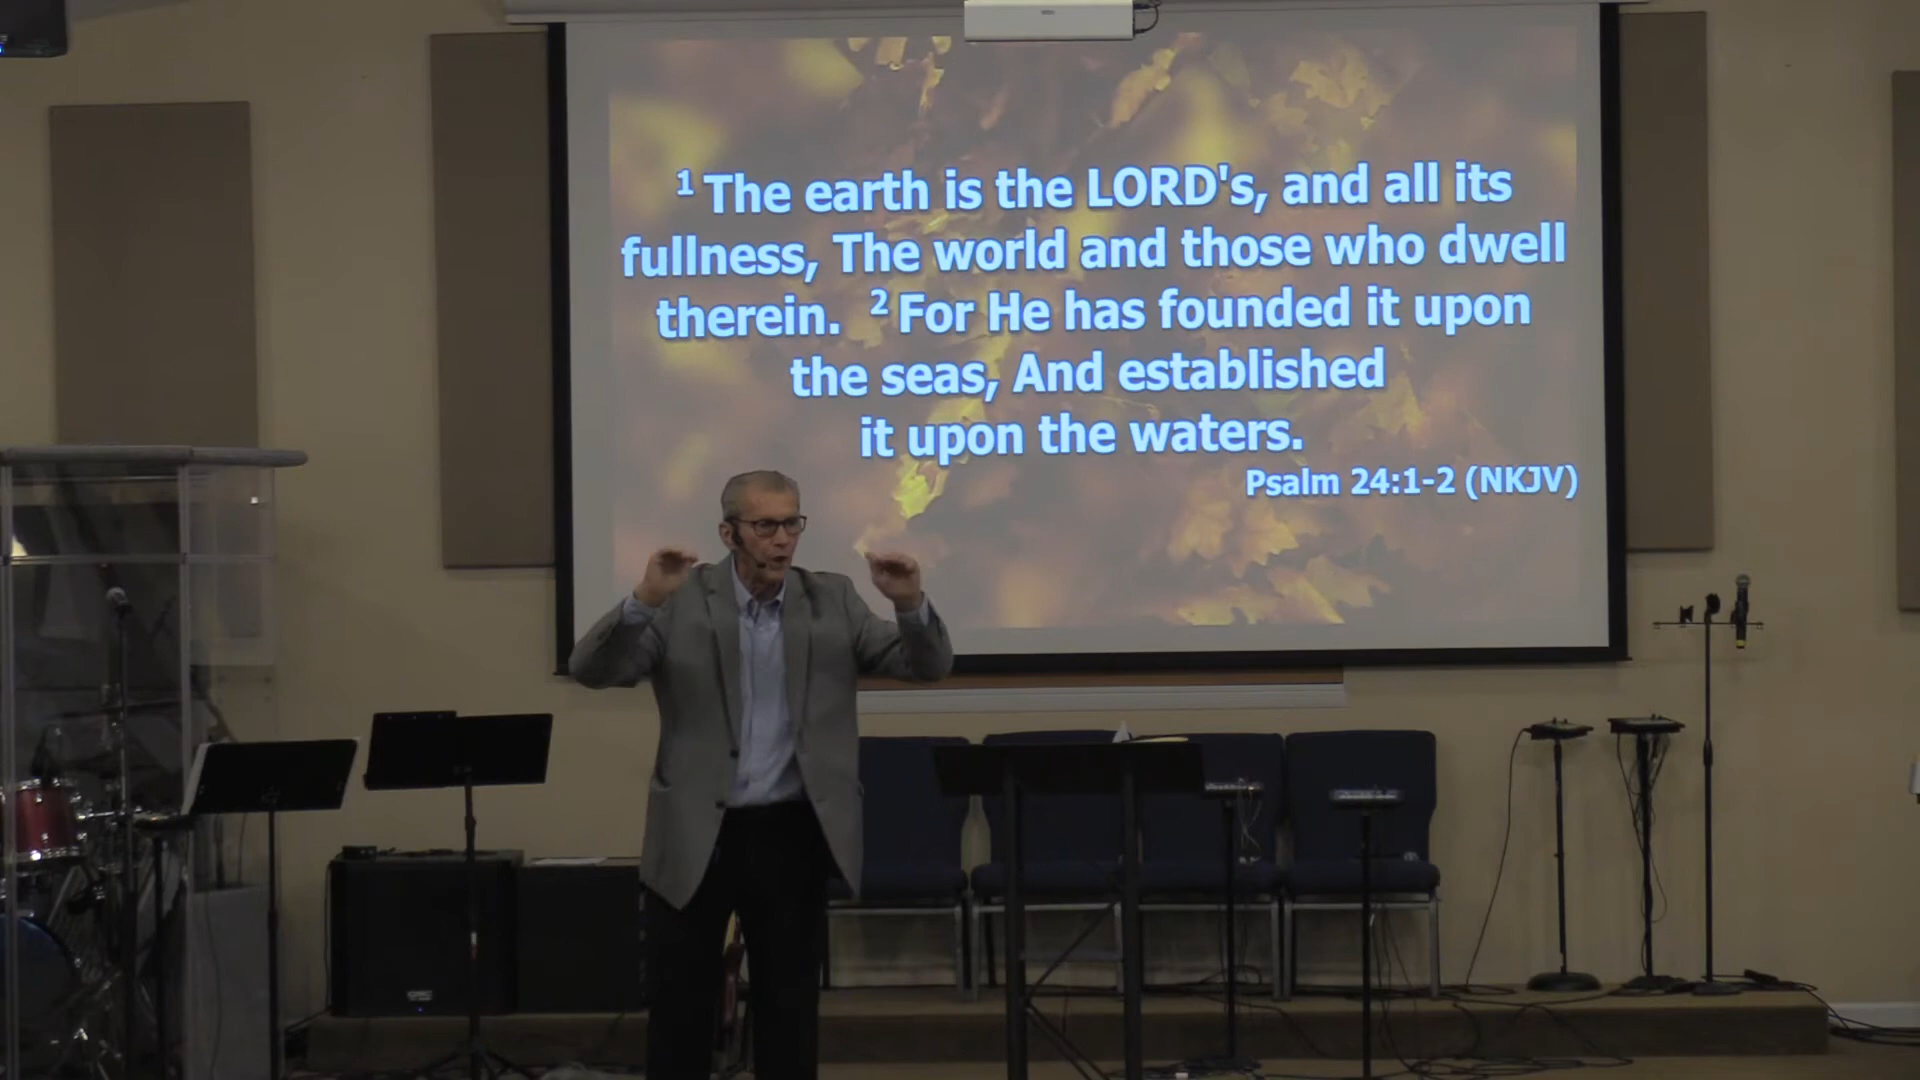 1 The earth is the LORD's, and all its
fullness, The world and those who dwell
therein. 2 For He has founded it upon
the seas, And established
it upon the waters.
Psalm 24:1-2 (NKJV)